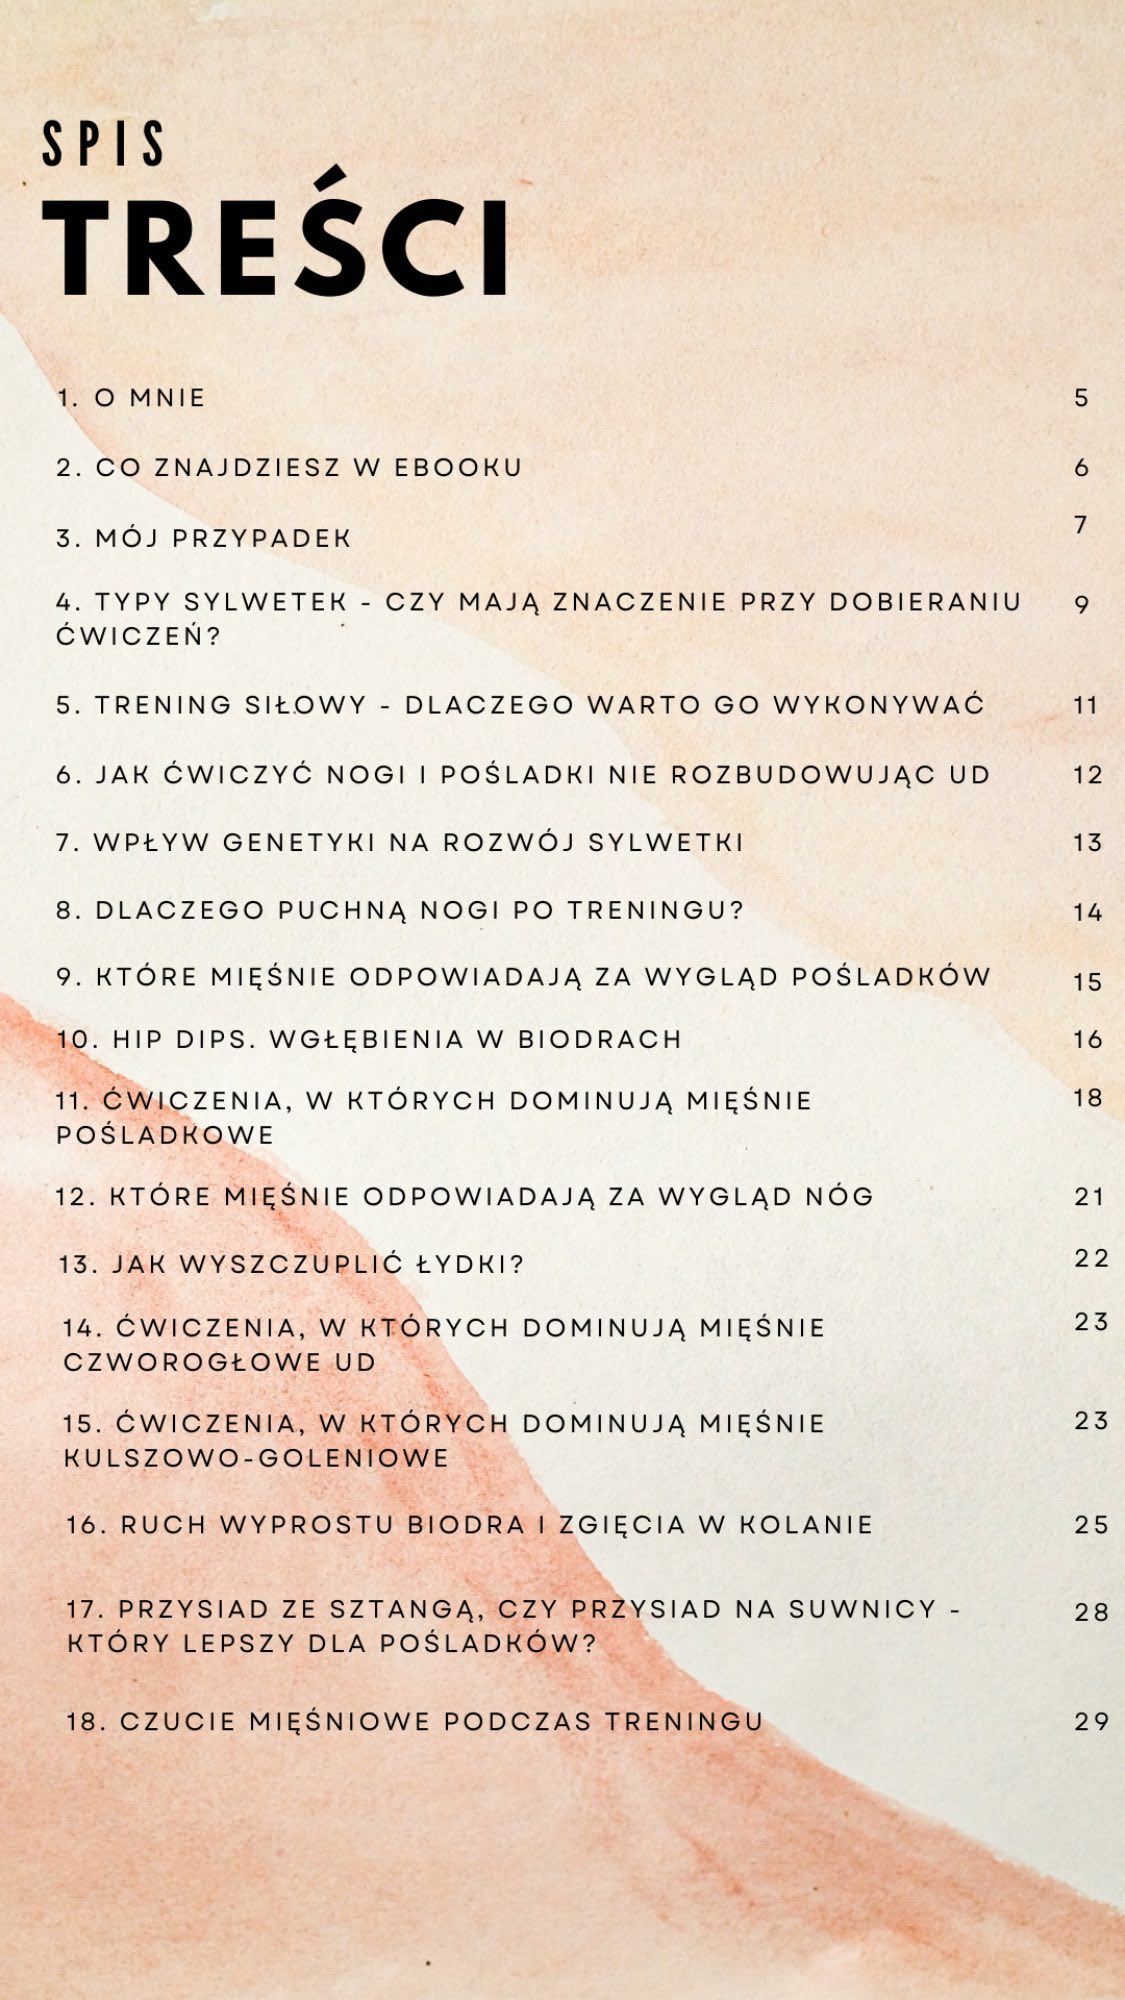 SPIS
TREŚCI
1. O MNIE 5
2. CO ZNAJDZIESZ W EBOOKU 6
3. MÓJ PRZYPADEK 7
4. TYPY SYLWETEK - CZY MAJĄ ZNACZENIE PRZY DOBIERANIU 9
ĆWICZEŃ?
5. TRENING SIŁOWY - DLACZEGO WARTO GO WYKONYWAĆ 11
6. JAK ĆWICZYĆ NOGI I POŚLADKI NIE ROZBUDOWUJĄC UD 12
7. WPŁYW GENETYKI NA ROZWÓJ SYLWETKI 13
8. DLACZEGO PUCHNĄ NOGI PO TRENINGU? 14
9. KTÓRE MIĘŚNIE ODPOWIADAJĄ ZA WYGLĄD POŚLADKÓW 15
10. HIP DIPS. WGŁĘBIENIA W BIODRACH 16
11. ĆWICZENIA, W KTÓRYCH DOMINUJĄ MIĘŚNIE 18
POŚLADKOWE
12. KTÓRE MIĘŚNIE ODPOWIADAJĄ ZA WYGLĄD NÓG 21
13. JAK WYSZCZUPLIĆ ŁYDKI? 22
14. ĆWICZENIA, W KTÓRYCH DOMINUJĄ MIĘŚNIE 23
CZWOROGŁOWE UD
15. ĆWICZENIA, W KTÓRYCH DOMINUJĄ MIĘŚNIE 23
KULSZOWO-GOLENIOWE
16. RUCH WYPROSTU BIODRA I ZGIĘCIA W KOLANIE 25
17. PRZYSIAD ZE SZTANGĄ, CZY PRZYSIAD NA SUWNICY - 28
KTÓRY LEPSZY DLA POŚLADKÓW?
18. CZUCIE MIĘŚNIOWE PODCZAS TRENINGU 29